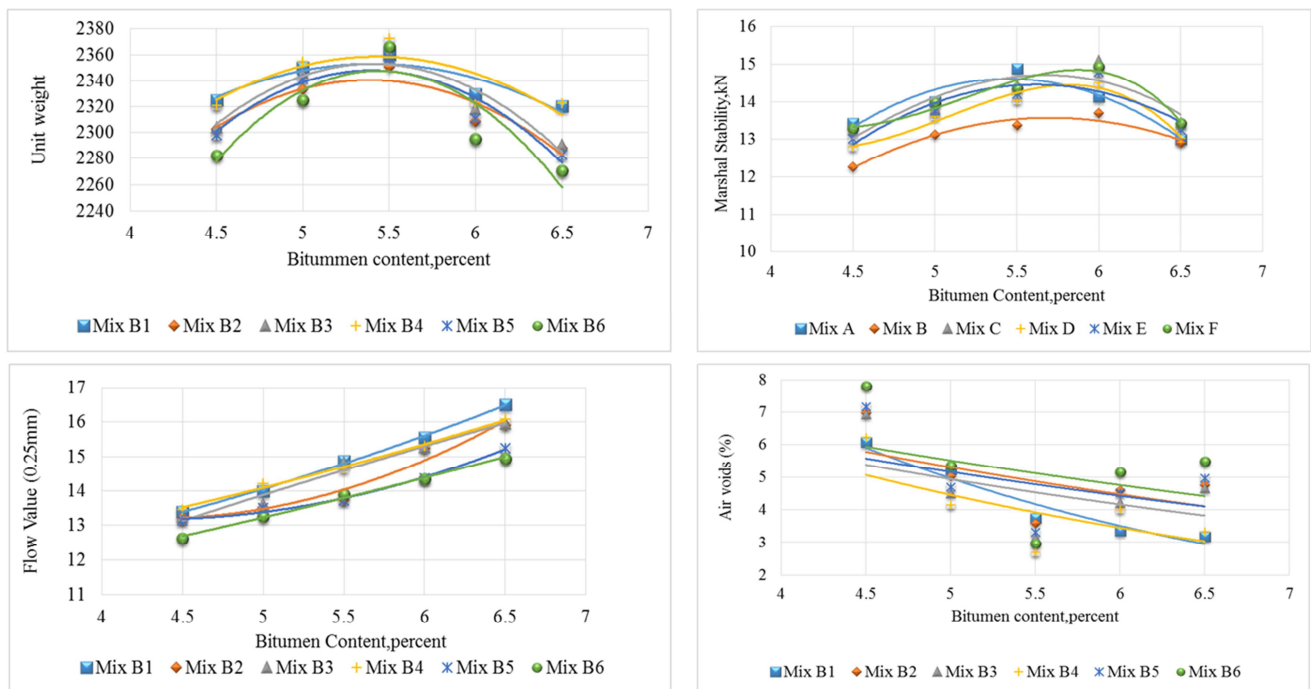 2380
2360
2340
2320
2300
2280
2260
2240
Unit weight
4 4.5 5 5.5 6 6.5 7
Bitummen content,percent
Mix B1 Mix B2 Mix B3 Mix B4 Mix B5 Mix B6
16
15
14
13
12
11
10
Marshal Stability,kN
4 4.5 5 5.5 6 6.5 7
Bitumen Content,percent
Mix A Mix B Mix C Mix D Mix E Mix F
17
16
15
14
13
12
11
Flow Value (0.25mm)
4 4.5 5 5.5 6 6.5 7
Bitumen Content,percent
Mix B1 Mix B2 Mix B3 Mix B4 Mix B5 Mix B6
8
7
6
5
4
3
2
Air voids (%)
4 4.5 5 5.5 6 6.5 7
Bitumen content,percent
Mix B1 Mix B2 Mix B3 Mix B4 Mix B5 Mix B6